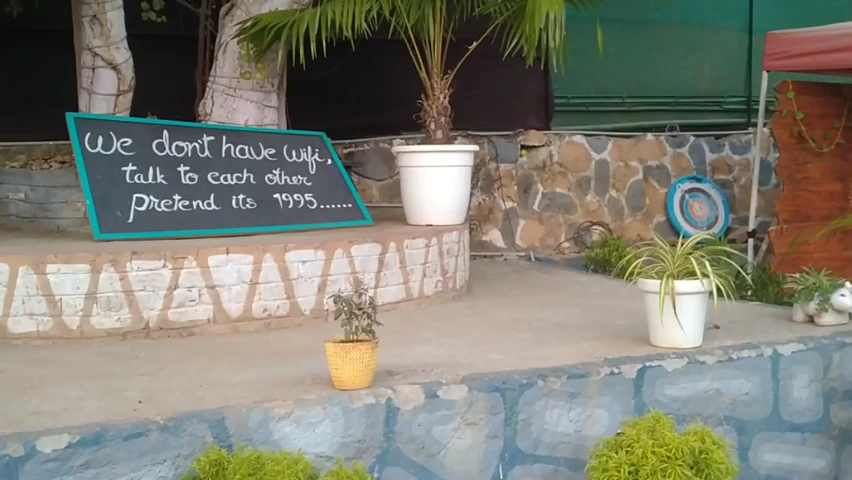 We don't have wifi,
talk to each other
pretend its 1995......